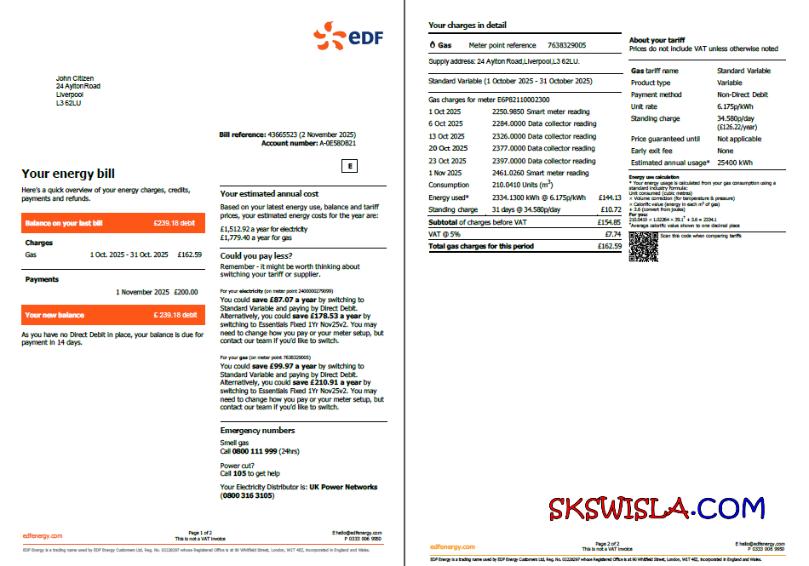 edf
John Citizen
24 Aylton Road
Liverpool
L3 62LU
Bill reference: 43665523 (2 November 2025)
Account number: A-0E58D821
E
Your energy bill
Here's a quick overview of your energy charges, credits,
payments and refunds.
Balance on your last bill £239.18 debit
Charges
Gas 1 Oct. 2025 - 31 Oct. 2025 £162.59
Payments
1 November 2025 £200.00
Your new balance £ 239.18 debit
As you have no Direct Debit in place, your balance is due for
payment in 14 days.
Your estimated annual cost
Based on your latest energy use, balance and tariff
prices, your estimated energy costs for the year are:
£1,512.92 a year for electricity
£1,779.40 a year for gas
Could you pay less?
Remember - it might be worth thinking about
switching your tariff or supplier.
For your electricity (on meter point 2400000279099)
You could save £87.07 a year by switching to
Standard Variable and paying by Direct Debit.
Alternatively, you could save £178.53 a year by
switching to Essentials Fixed 1Yr Nov25v2. You may
need to change how you pay or your meter setup, but
contact our team if you'd like to switch.
For your gas (on meter point 7638329005)
You could save £99.97 a year by switching to
Standard Variable and paying by Direct Debit.
Alternatively, you could save £210.91 a year by
switching to Essentials Fixed 1Yr Nov25v2. You may
need to change how you pay or your meter setup, but
contact our team if you'd like to switch.
Emergency numbers
Smell gas
Call 0800 111 999 (24hrs)
Power cut?
Call 105 to get help
Your Electricity Distributor is: UK Power Networks
(0800 316 3105)
edfenergy.com
Page 1 of 2
This is not a VAT Invoice
E hello@edfenergy.com
P 0333 006 9950
EDF Energy is a trading name used by EDF Energy Customers Ltd, Reg. No. 02228297 whose Registered Office is at 90 Whitfield Street, London, W1T 4EZ, Incorporated in England and Wales.
Your charges in detail
Gas Meter point reference 7638329005
Supply address: 24 Aylton Road,Liverpool,L3 62LU.
Standard Variable (1 October 2025 - 31 October 2025)
Gas charges for meter E6P82110002300
1 Oct 2025 2250.9850 Smart meter reading
6 Oct 2025 2284.0000 Data collector reading
13 Oct 2025 2326.0000 Data collector reading
20 Oct 2025 2377.0000 Data collector reading
23 Oct 2025 2397.0000 Data collector reading
1 Nov 2025 2461.0260 Smart meter reading
Consumption 210.0410 Units (m³)
Energy used* 2334.1300 kWh @ 6.175p/kWh £144.13
Standing charge 31 days @ 34.580p/day £10.72
Subtotal of charges before VAT £154.85
VAT @ 5% £7.74
Total gas charges for this period £162.59
About your tariff
Prices do not include VAT unless otherwise noted
Gas tariff name Standard Variable
Product type Variable
Payment method Non-Direct Debit
Unit rate 6.175p/kWh
Standing charge 34.580p/day
(£126.22/year)
Price guaranteed until Not applicable
Early exit fee None
Estimated annual usage* 25400 kWh
Energy use calculation
* Your energy usage is calculated from your gas consumption using a
standard industry formula:
Unit consumed (cubic metres)
× Volume correction (for temperature & pressure)
× Calorific value (energy in each m³ of gas)
÷ 3.6 (convert from joules)
For you:
*Average calorific value shown to one decimal place
Scan this code when comparing tariffs
SKSWISLA.COM
edfenergy.com
Page 2 of 2
This is not a VAT Invoice
E hello@edfenergy.com
P 0333 006 9950
EDF Energy is a trading name used by EDF Energy Customers Ltd, Reg. No. 02228297 whose Registered Office is at 90 Whitfield Street, London, W1T 4EZ, Incorporated in England and Wales.